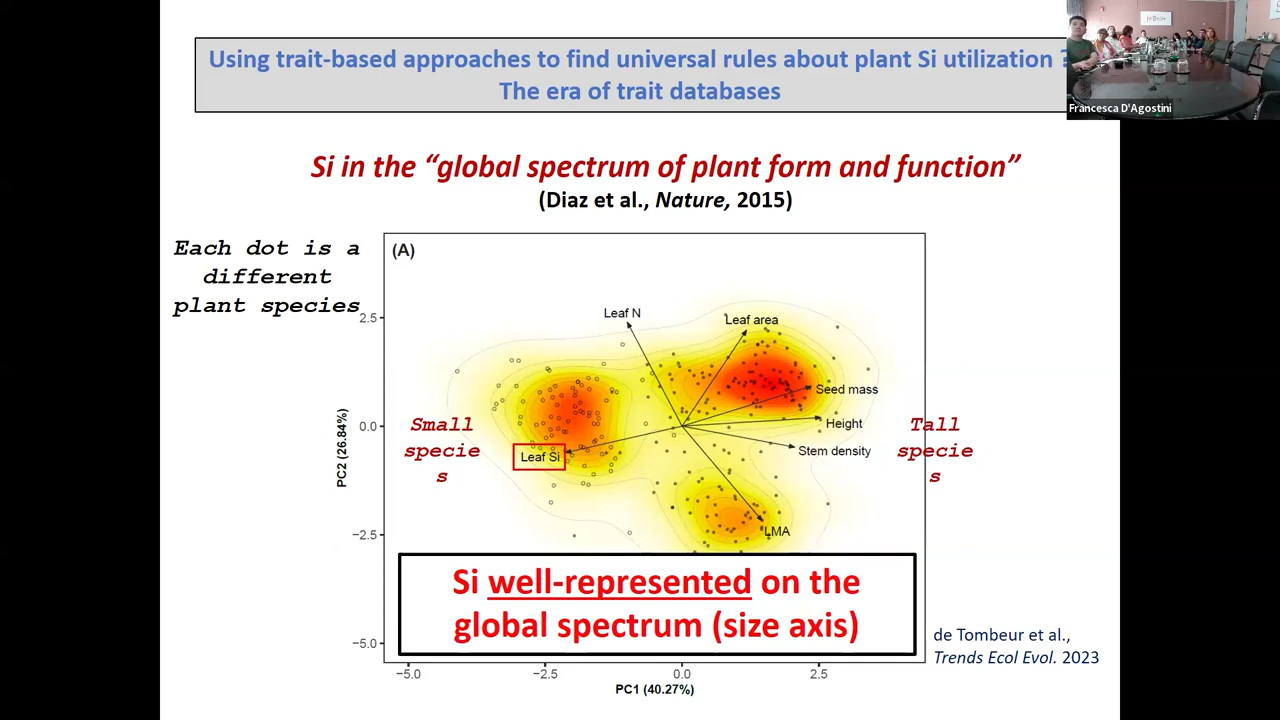 Using trait-based approaches to find universal rules about plant Si utilization ?
The era of trait databases
Francesca D'Agostini
Si in the “global spectrum of plant form and function”
(Diaz et al., Nature, 2015)
Each dot is a
different
plant species
(A)
Leaf N
Leaf area
Seed mass
Height
Stem density
LMA
Leaf Si
Small
specie
s
Tall
specie
s
2.5
0.0
−2.5
−5.0
PC2 (26.84%)
Si well-represented on the
global spectrum (size axis)
de Tombeur et al.,
Trends Ecol Evol. 2023
−5.0
−2.5
0.0
2.5
PC1 (40.27%)